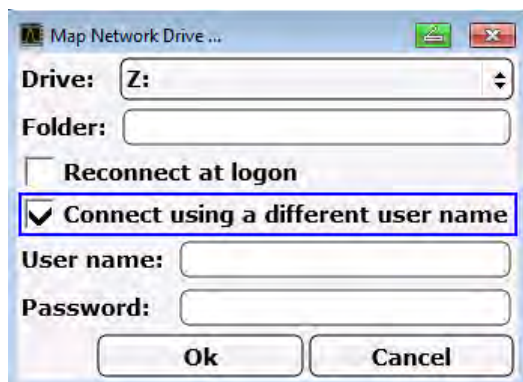 Map Network Drive ...
Drive: Z:
Folder:
Reconnect at logon
Connect using a different user name
User name:
Password:
Ok Cancel